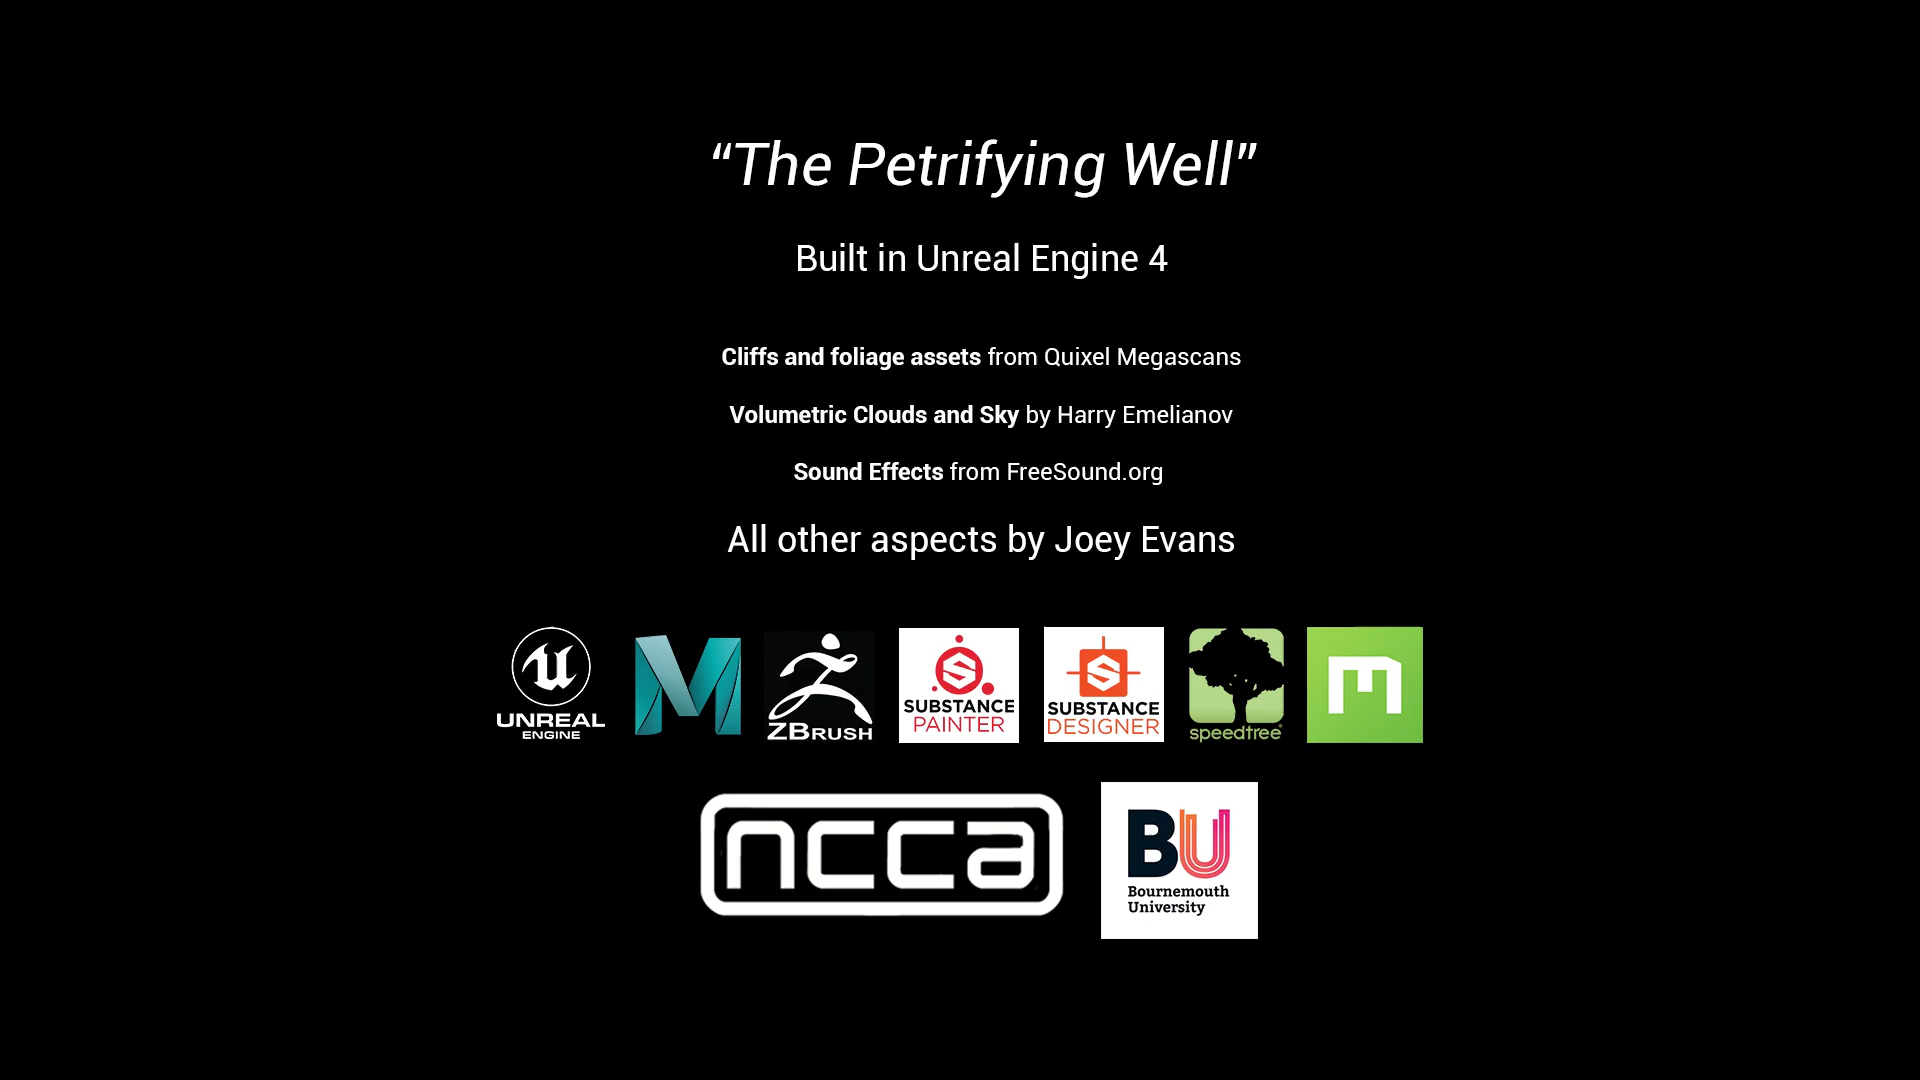 “The Petrifying Well”
Built in Unreal Engine 4
Cliffs and foliage assets from Quixel Megascans
Volumetric Clouds and Sky by Harry Emelianov
Sound Effects from FreeSound.org
All other aspects by Joey Evans
UNREAL
ENGINE
M
ZBRUSH
SUBSTANCE
PAINTER
SUBSTANCE
DESIGNER
speedtree
m
ncca
BU
Bournemouth
University